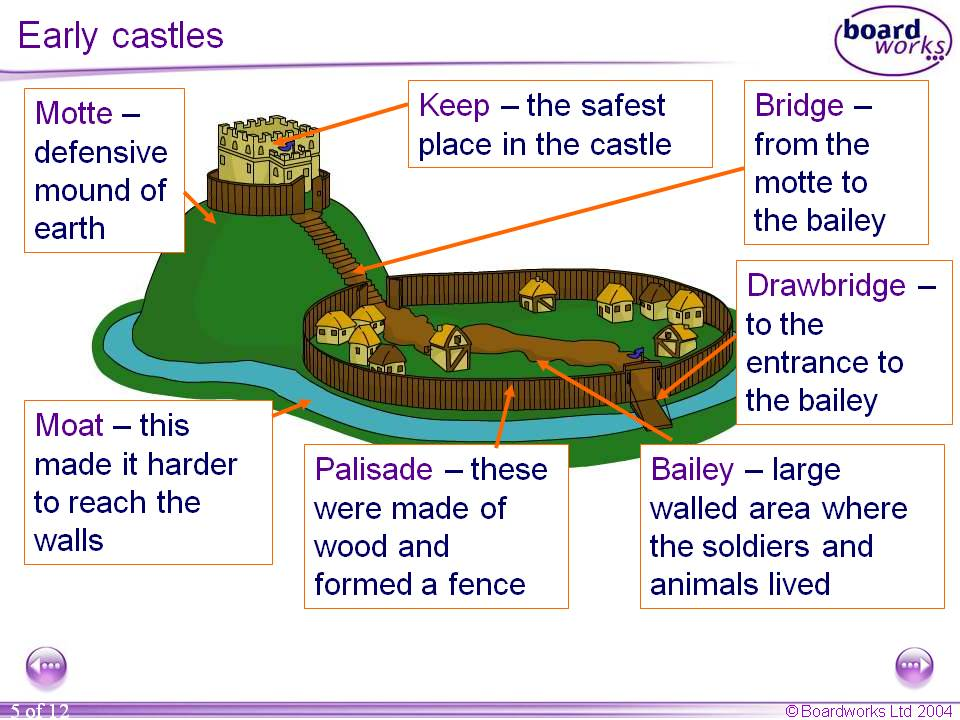 Early castles
board
works
Motte –
defensive
mound of
earth
Keep – the safest
place in the castle
Bridge –
from the
motte to
the bailey
Drawbridge –
to the
entrance to
the bailey
Moat – this
made it harder
to reach the
walls
Palisade – these
were made of
wood and
formed a fence
Bailey – large
walled area where
the soldiers and
animals lived
5 of 12
© Boardworks Ltd 2004